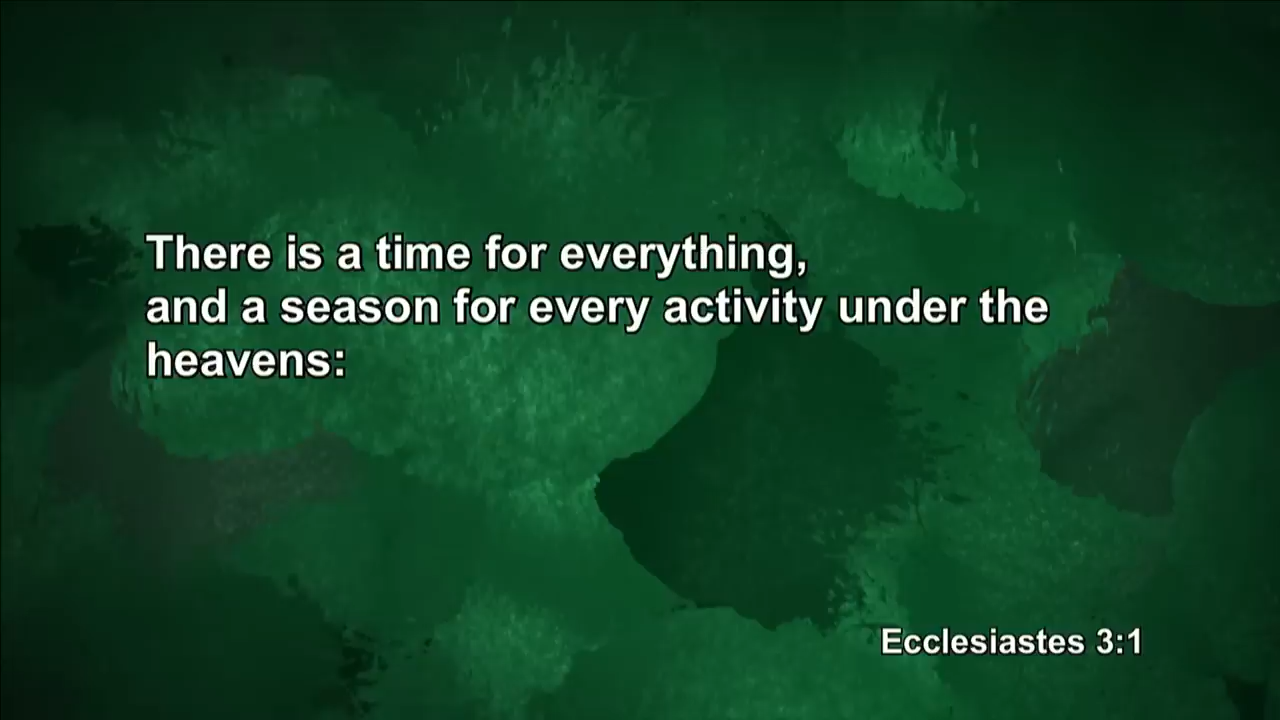 There is a time for everything,
and a season for every activity under the
heavens:
Ecclesiastes 3:1